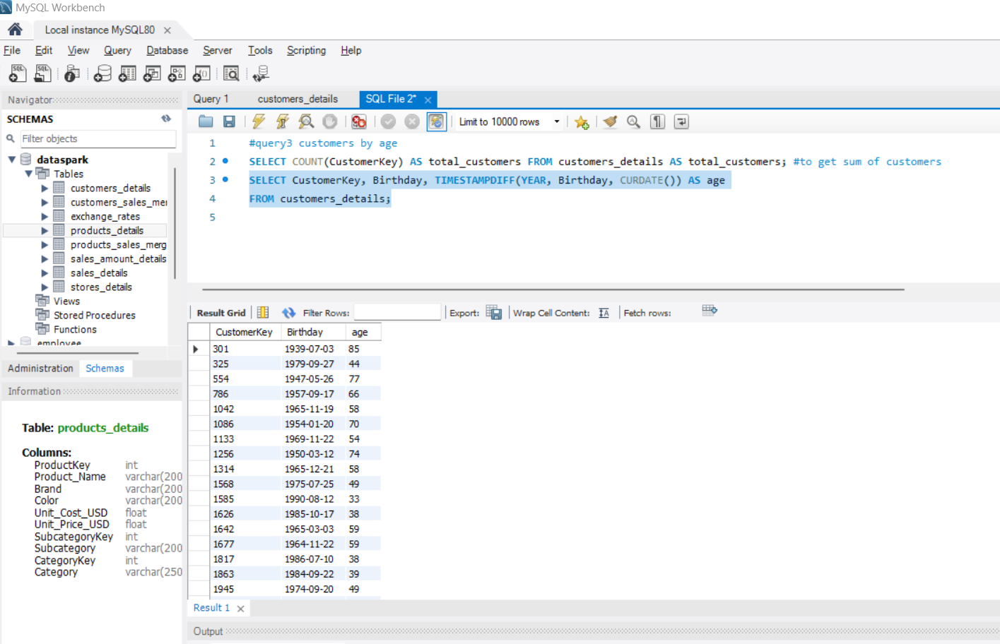 MySQL Workbench
Local instance MySQL80
File Edit View Query Database Server Tools Scripting Help
Navigator
SCHEMAS
Filter objects
dataspark
Tables
customers_details
customers_sales_mer
exchange_rates
products_details
products_sales_merg
sales_amount_details
sales_details
stores_details
Views
Stored Procedures
Functions
employee
Administration Schemas
Information
Table: products_details
Columns:
ProductKey int
Product_Name varchar(200
Brand varchar(200
Color varchar(200
Unit_Cost_USD float
Unit_Price_USD float
SubcategoryKey int
Subcategory varchar(200
CategoryKey int
Category varchar(250
Query 1 customers_details SQL File 2*
Limit to 10000 rows
1 #query3 customers by age
2 SELECT COUNT(CustomerKey) AS total_customers FROM customers_details AS total_customers; #to get sum of customers
3 SELECT CustomerKey, Birthday, TIMESTAMPDIFF(YEAR, Birthday, CURDATE()) AS age
4 FROM customers_details;
5
Result Grid Filter Rows: Export: Wrap Cell Content: Fetch rows:
CustomerKey Birthday age
301 1939-07-03 85
325 1979-09-27 44
554 1947-05-26 77
786 1957-09-17 66
1042 1965-11-19 58
1086 1954-01-20 70
1133 1969-11-22 54
1256 1950-03-12 74
1314 1965-12-21 58
1568 1975-07-25 49
1585 1990-08-12 33
1626 1985-10-17 38
1642 1965-03-03 59
1677 1964-11-22 59
1817 1986-07-10 38
1863 1984-09-22 39
1945 1974-09-20 49
Result 1
Output